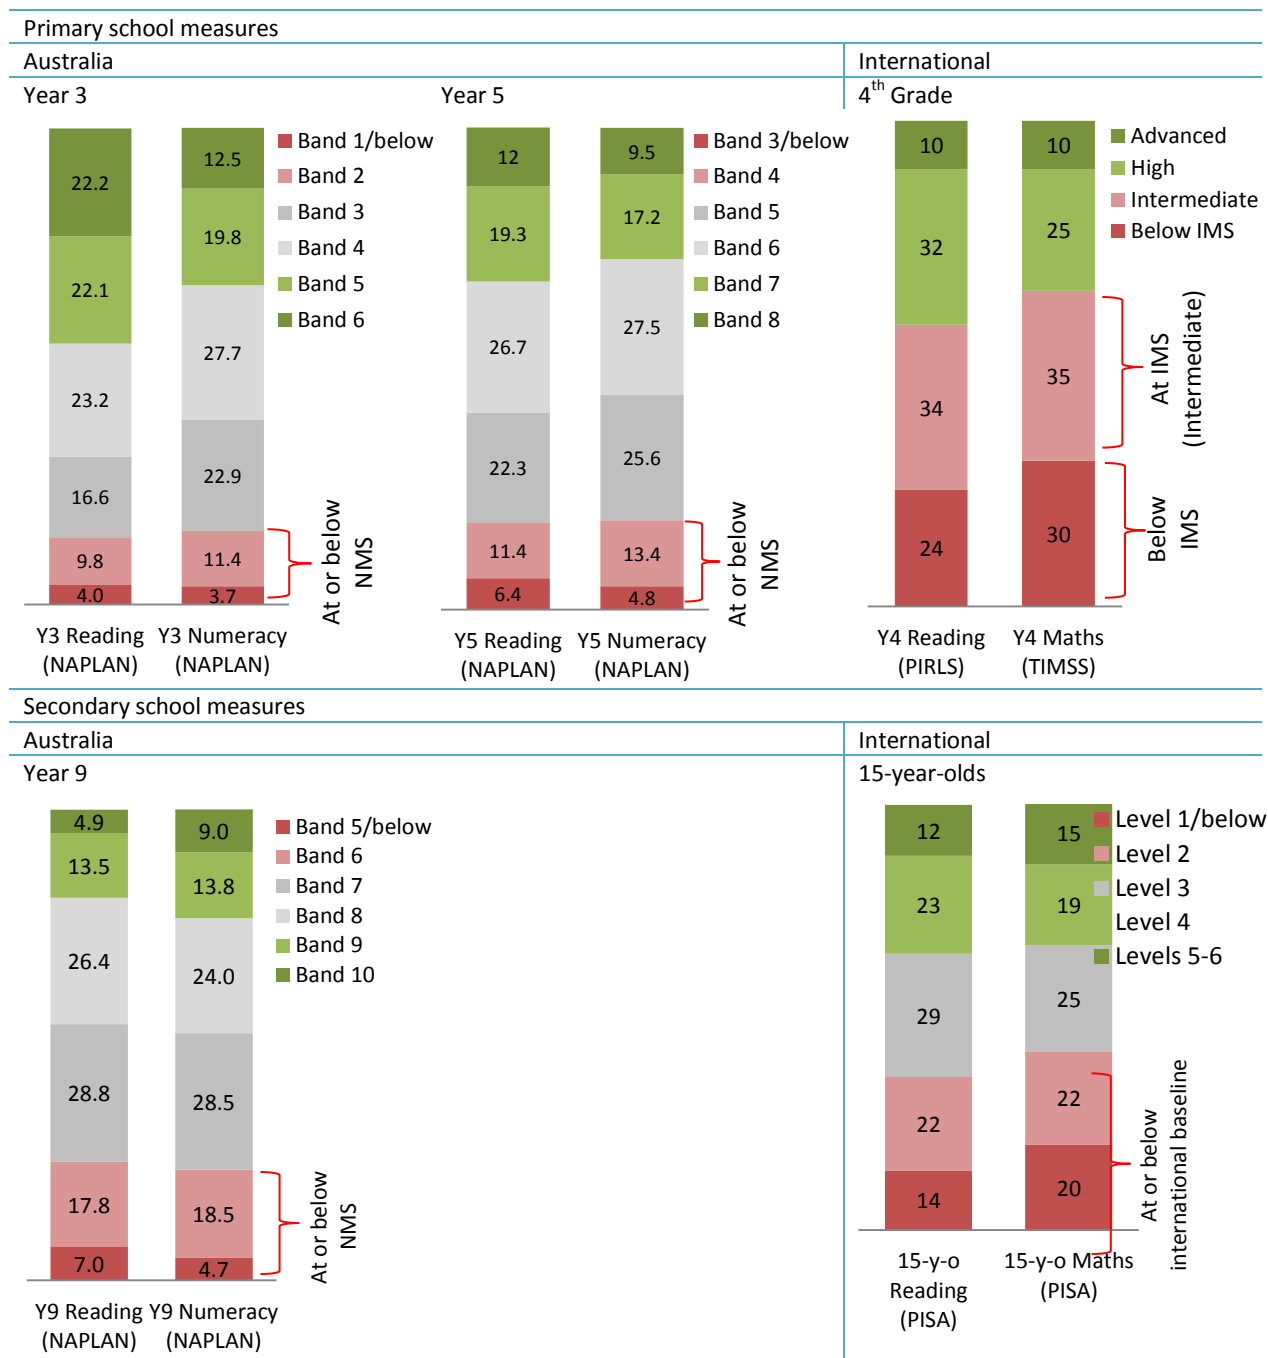 Primary school measures
Australia
International
Year 3
Year 5
4th Grade
22.2
22.1
23.2
16.6
9.8
4.0
12.5
19.8
27.7
22.9
11.4
3.7
Band 1/below
Band 2
Band 3
Band 4
Band 5
Band 6
At or below
NMS
Y3 Reading
(NAPLAN)
Y3 Numeracy
(NAPLAN)
12
19.3
26.7
22.3
11.4
6.4
9.5
17.2
27.5
25.6
13.4
4.8
Band 3/below
Band 4
Band 5
Band 6
Band 7
Band 8
At or below
NMS
Y5 Reading
(NAPLAN)
Y5 Numeracy
(NAPLAN)
10
32
34
24
10
25
35
30
Advanced
High
Intermediate
Below IMS
At IMS
(Intermediate)
Below
IMS
Y4 Reading
(PIRLS)
Y4 Maths
(TIMSS)
Secondary school measures
Australia
International
Year 9
15-year-olds
4.9
13.5
26.4
28.8
17.8
7.0
9.0
13.8
24.0
28.5
18.5
4.7
Band 5/below
Band 6
Band 7
Band 8
Band 9
Band 10
At or below
NMS
Y9 Reading
(NAPLAN)
Y9 Numeracy
(NAPLAN)
12
23
29
22
14
15
19
25
22
20
Level 1/below
Level 2
Level 3
Level 4
Levels 5-6
At or below
international baseline
15-y-o
Reading
(PISA)
15-y-o Maths
(PISA)